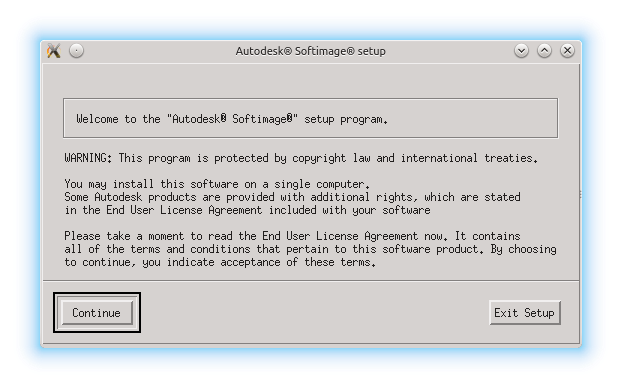 Autodesk® Softimage® setup
Welcome to the "Autodesk® Softimage®" setup program.
WARNING: This program is protected by copyright law and international treaties.
You may install this software on a single computer.
Some Autodesk products are provided with additional rights, which are stated
in the End User License Agreement included with your software
Please take a moment to read the End User License Agreement now. It contains
all of the terms and conditions that pertain to this software product. By choosing
to continue, you indicate acceptance of these terms.
Continue
Exit Setup